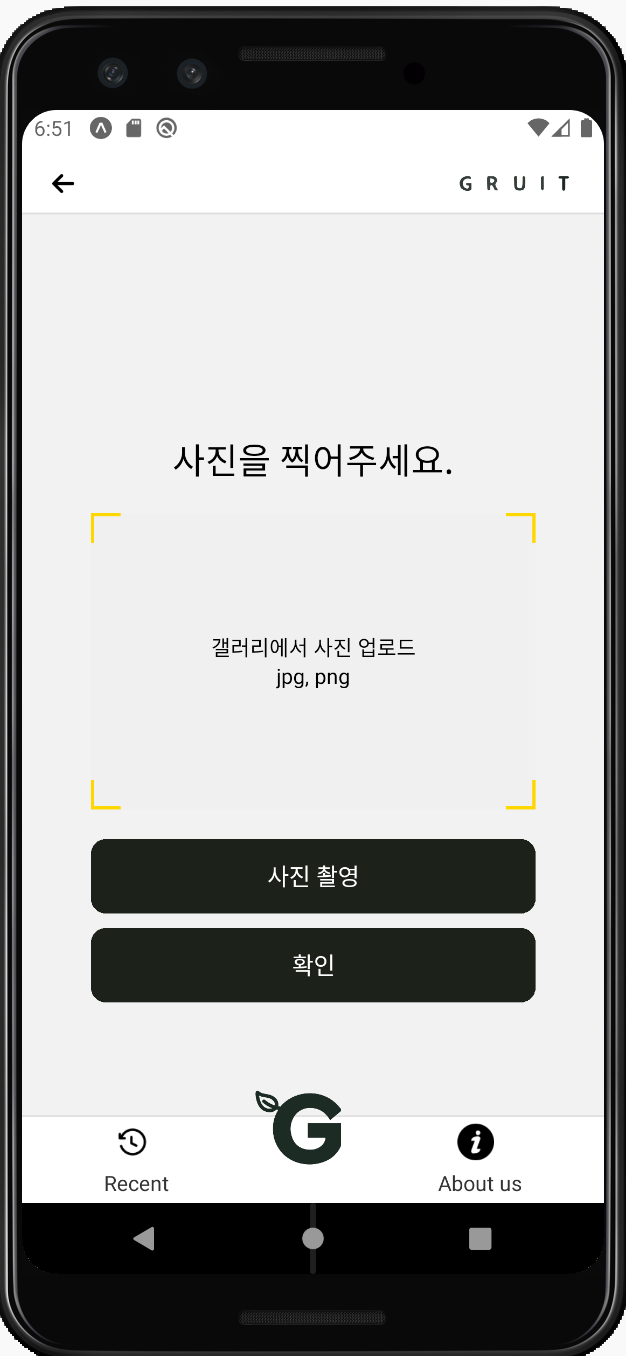 6:51
GRUIT
사진을 찍어주세요.
갤러리에서 사진 업로드
jpg, png
사진 촬영
확인
G
Recent
About us